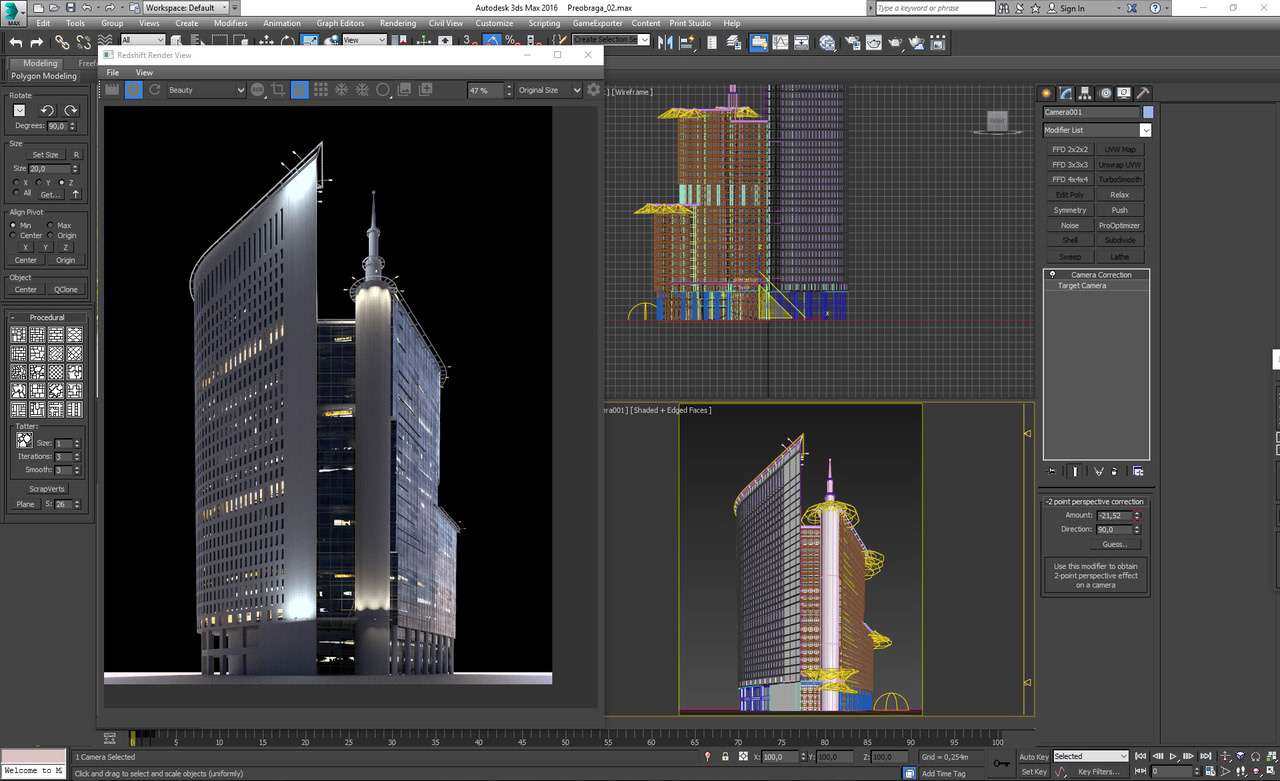 MAX
Workspace: Default
Autodesk 3ds Max 2016 Preobraga_02.max
Type a keyword or phrase
Sign In
Edit Tools Group Views Create Modifiers Animation Graph Editors Rendering Civil View Customize Scripting GameExporter Content Print Studio Help
All View 3 Create Selection Se
Modeling Freef
Polygon Modeling
Redshift Render View
File View
Beauty 47 % Original Size
Rotate
Degrees: 90,0
Size
Set Size R
Size 20,0
X Y Z
All Get...
Align Pivot
Min Max
Center Origin
X Y Z
Center Origin
Object
Center QClone
- Procedural
Tatter:
Size: 1
Iterations: 3
Smooth: 3
ScrapVerts
Plane S: 26
] [Wireframe ]
FRONT
x
era001 ] [Shaded + Edged Faces ]
Camera001
Modifier List
FFD 2x2x2 UVW Map
FFD 3x3x3 Unwrap UVW
FFD 4x4x4 TurboSmooth
Edit Poly Relax
Symmetry Push
Noise ProOptimizer
Shell Subdivide
Sweep Lathe
Camera Correction
Target Camera
-2 point perspective correction
Amount: -21,52
Direction: 90,0
Guess..
Use this modifier to obtain
2-point perspective effect
on a camera
5 10 15 20 25 30 35 40 45 50 55 60 65 70 75 80 85 90 95 100
1 Camera Selected
X: 100,0 Y: 100,0 Z: 100,0 Grid = 0,254m
Auto Key Selected
Welcome to M
Click and drag to select and scale objects (uniformly)
Add Time Tag
Set Key Key Filters... 0